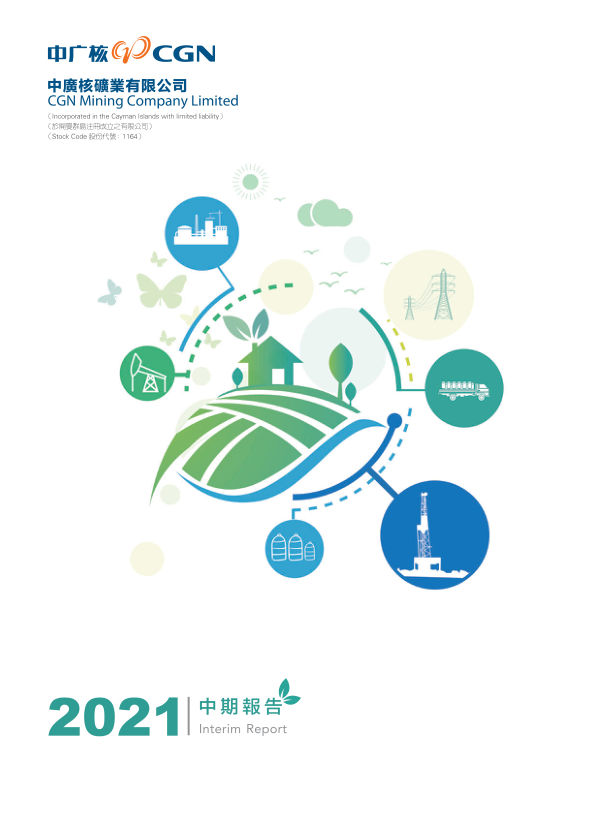 中广核 CGN
中廣核礦業有限公司
CGN Mining Company Limited
（Incorporated in the Cayman Islands with limited liability）
（於開曼群島注冊成立之有限公司）
（Stock Code 股份代號：1164）
2021 中期報告
Interim Report